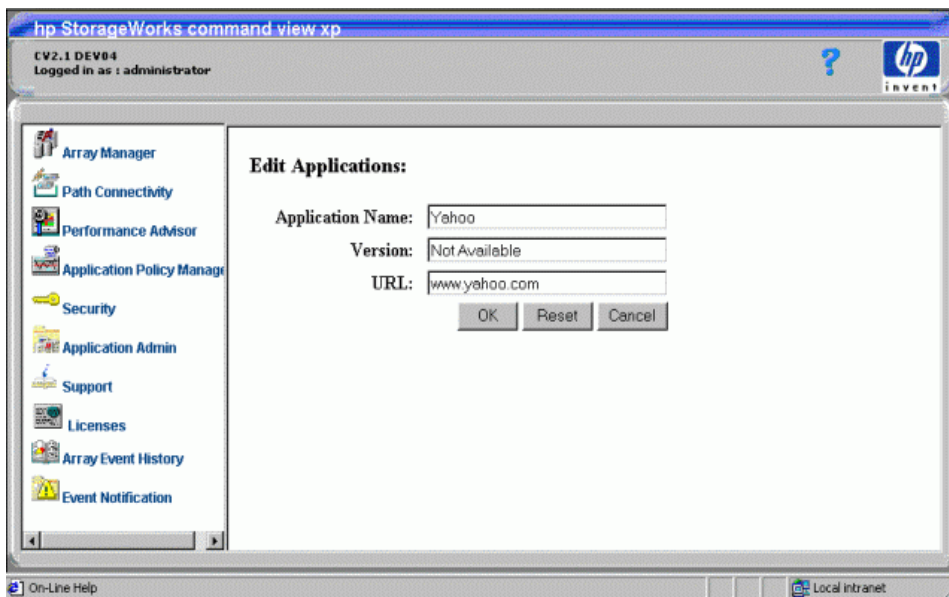 hp StorageWorks command view xp
CV2.1 DEV04
Logged in as : administrator
?
hp
invent
Array Manager
Path Connectivity
Performance Advisor
Application Policy Manage
Security
Application Admin
Support
Licenses
Array Event History
Event Notification
Edit Applications:
Application Name: Yahoo
Version: Not Available
URL: www.yahoo.com
OK Reset Cancel
On-Line Help
Local intranet